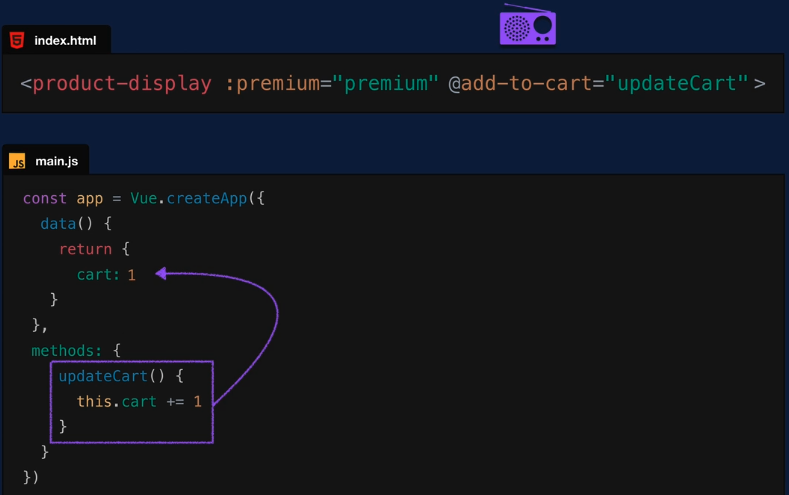 index.html
<product-display :premium="premium" @add-to-cart="updateCart">
JS main.js
const app = Vue.createApp({
data() {
return {
cart: 1
}
},
methods: {
updateCart() {
this.cart += 1
}
}
})